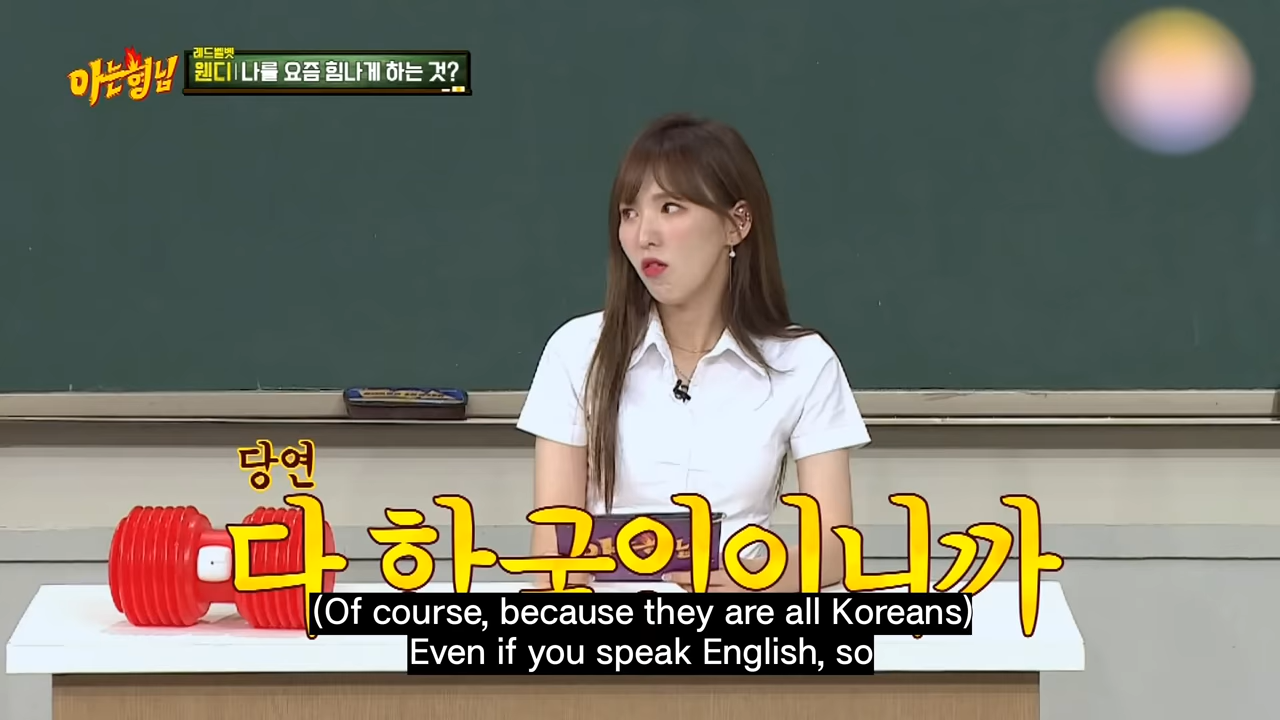 아는형님
레드벨벳
웬디 나를 요즘 힘나게 하는 것?
당연
다 한국인이니까
(Of course, because they are all Koreans)
Even if you speak English, so